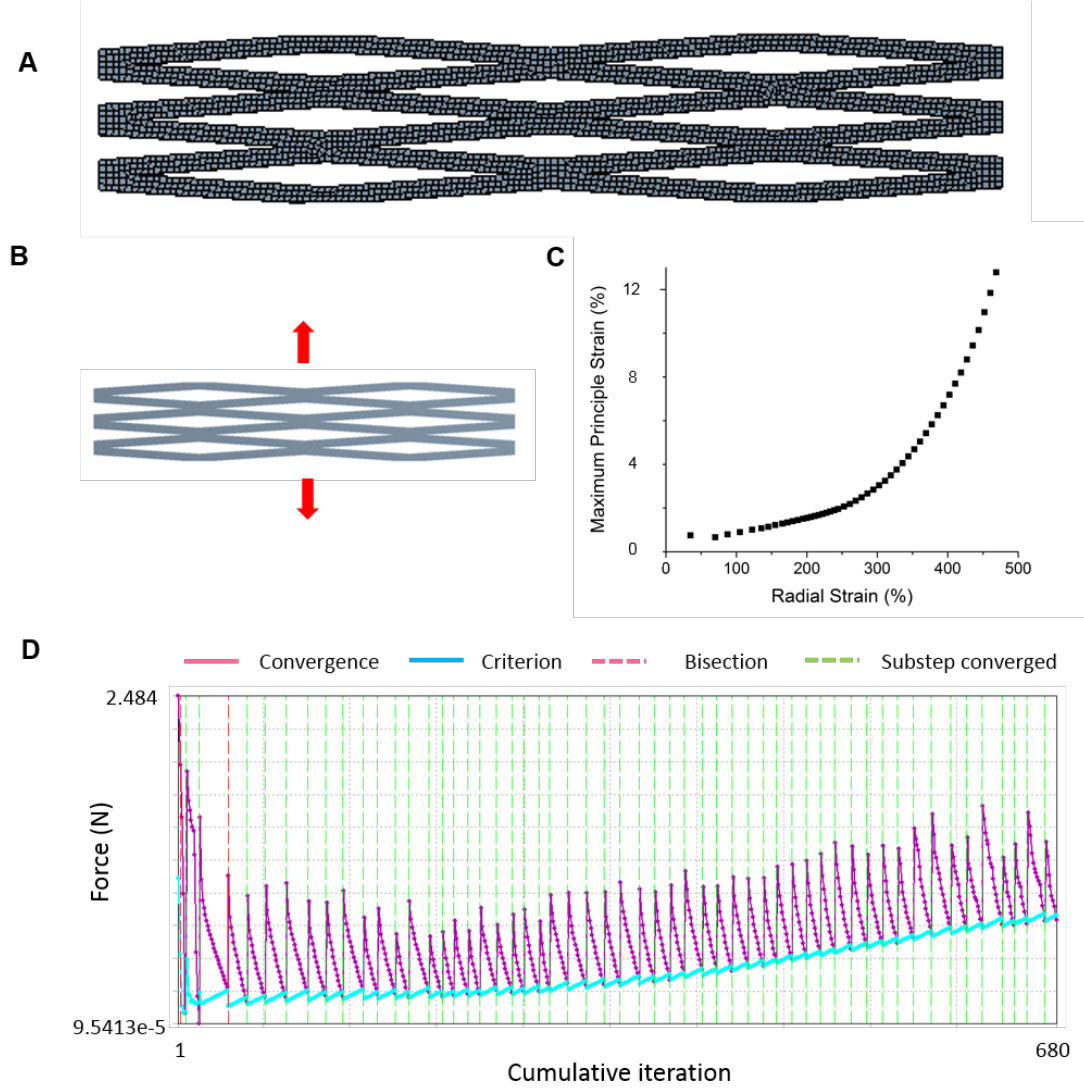 A
B
C
Maximum Principle Strain (%)
12
8
4
0
0 100 200 300 400 500
Radial Strain (%)
D
Convergence Criterion Bisection Substep converged
2.484
Force (N)
9.5413e-5
1 680
Cumulative iteration